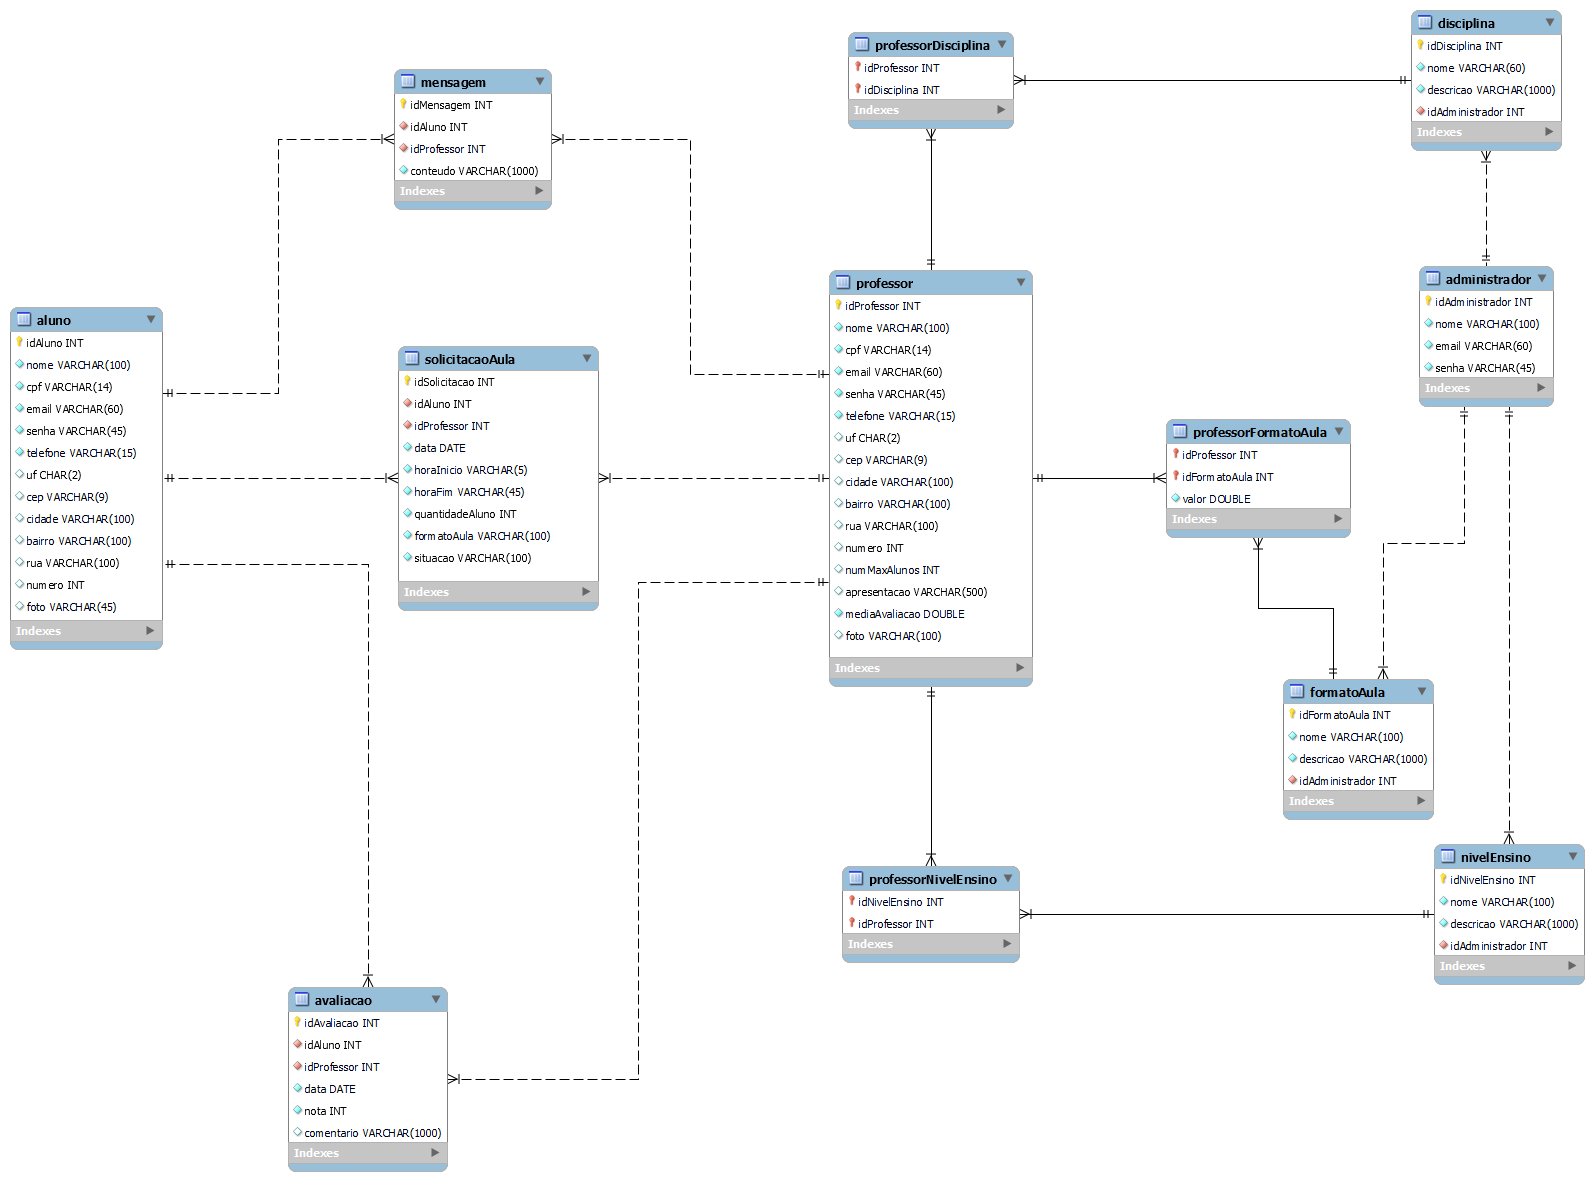 mensagem
idMensagem INT
idAluno INT
idProfessor INT
conteudo VARCHAR(1000)
Indexes
professorDisciplina
idProfessor INT
idDisciplina INT
Indexes
disciplina
idDisciplina INT
nome VARCHAR(60)
descricao VARCHAR(1000)
idAdministrador INT
Indexes
aluno
idAluno INT
nome VARCHAR(100)
cpf VARCHAR(14)
email VARCHAR(60)
senha VARCHAR(45)
telefone VARCHAR(15)
uf CHAR(2)
cep VARCHAR(9)
cidade VARCHAR(100)
bairro VARCHAR(100)
rua VARCHAR(100)
numero INT
foto VARCHAR(45)
Indexes
solicitacaoAula
idSolicitacao INT
idAluno INT
idProfessor INT
data DATE
horaInicio VARCHAR(5)
horaFim VARCHAR(45)
quantidadeAluno INT
formatoAula VARCHAR(100)
situacao VARCHAR(100)
Indexes
professor
idProfessor INT
nome VARCHAR(100)
cpf VARCHAR(14)
email VARCHAR(60)
senha VARCHAR(45)
telefone VARCHAR(15)
uf CHAR(2)
cep VARCHAR(9)
cidade VARCHAR(100)
bairro VARCHAR(100)
rua VARCHAR(100)
numero INT
numMaxAlunos INT
apresentacao VARCHAR(500)
mediaAvaliacao DOUBLE
foto VARCHAR(100)
Indexes
administrador
idAdministrador INT
nome VARCHAR(100)
email VARCHAR(60)
senha VARCHAR(45)
Indexes
professorFormatoAula
idProfessor INT
idFormatoAula INT
valor DOUBLE
Indexes
formatoAula
idFormatoAula INT
nome VARCHAR(100)
descricao VARCHAR(1000)
idAdministrador INT
Indexes
professorNivelEnsino
idNivelEnsino INT
idProfessor INT
Indexes
nivelEnsino
idNivelEnsino INT
nome VARCHAR(100)
descricao VARCHAR(1000)
idAdministrador INT
Indexes
avaliacao
idAvaliacao INT
idAluno INT
idProfessor INT
data DATE
nota INT
comentario VARCHAR(1000)
Indexes